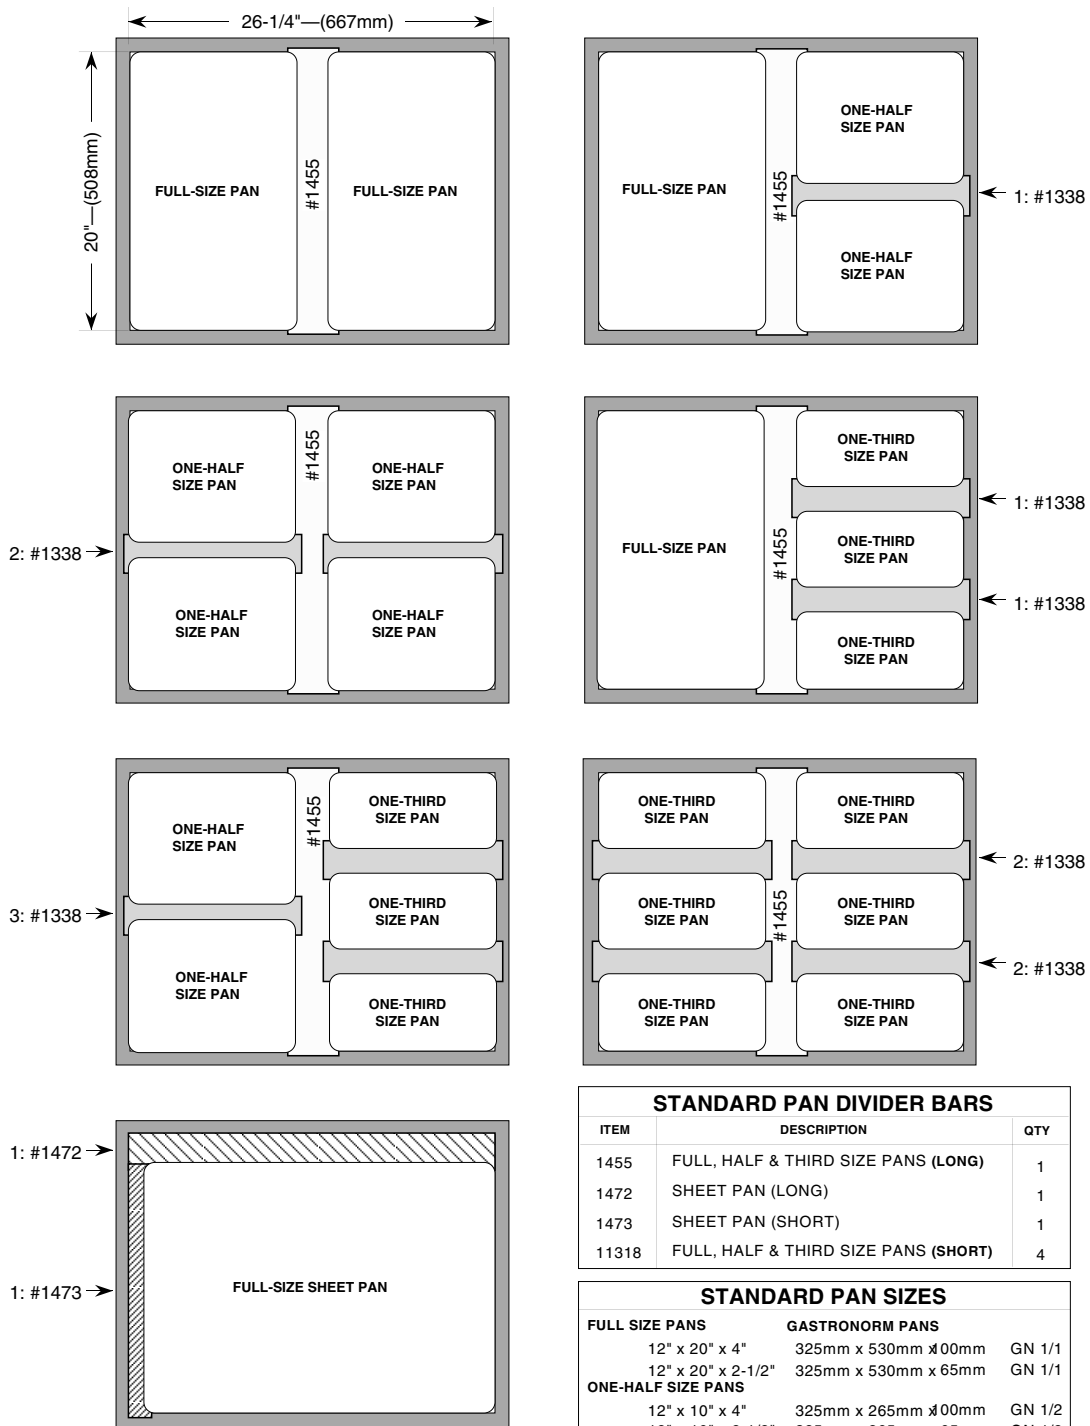 26-1/4"—(667mm)
20"—(508mm)
FULL-SIZE PAN
#1455
FULL-SIZE PAN
FULL-SIZE PAN
#1455
ONE-HALF
SIZE PAN
ONE-HALF
SIZE PAN
1: #1338
2: #1338
ONE-HALF
SIZE PAN
ONE-HALF
SIZE PAN
#1455
ONE-HALF
SIZE PAN
ONE-HALF
SIZE PAN
FULL-SIZE PAN
#1455
ONE-THIRD
SIZE PAN
ONE-THIRD
SIZE PAN
ONE-THIRD
SIZE PAN
1: #1338
1: #1338
3: #1338
ONE-HALF
SIZE PAN
ONE-HALF
SIZE PAN
#1455
ONE-THIRD
SIZE PAN
ONE-THIRD
SIZE PAN
ONE-THIRD
SIZE PAN
ONE-THIRD
SIZE PAN
ONE-THIRD
SIZE PAN
ONE-THIRD
SIZE PAN
#1455
ONE-THIRD
SIZE PAN
ONE-THIRD
SIZE PAN
ONE-THIRD
SIZE PAN
2: #1338
2: #1338
1: #1472
1: #1473
FULL-SIZE SHEET PAN
STANDARD PAN DIVIDER BARS
ITEM DESCRIPTION QTY
1455 FULL, HALF & THIRD SIZE PANS (LONG) 1
1472 SHEET PAN (LONG) 1
1473 SHEET PAN (SHORT) 1
11318 FULL, HALF & THIRD SIZE PANS (SHORT) 4
STANDARD PAN SIZES
FULL SIZE PANS GASTRONORM PANS
12" x 20" x 4" 325mm x 530mm x100mm GN 1/1
12" x 20" x 2-1/2" 325mm x 530mm x 65mm GN 1/1
ONE-HALF SIZE PANS
12" x 10" x 4" 325mm x 265mm x100mm GN 1/2